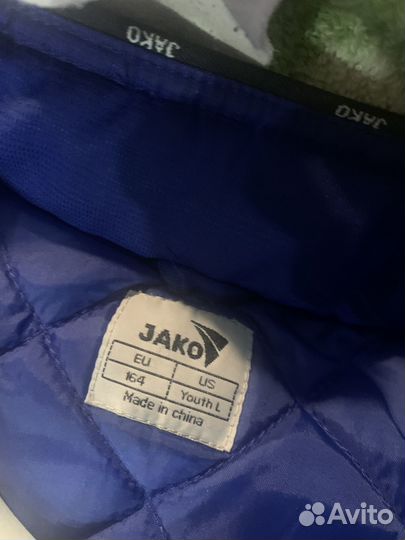 JAKO
JAKO
JAKO
EU US
164 Youth L
Made in china
Avito